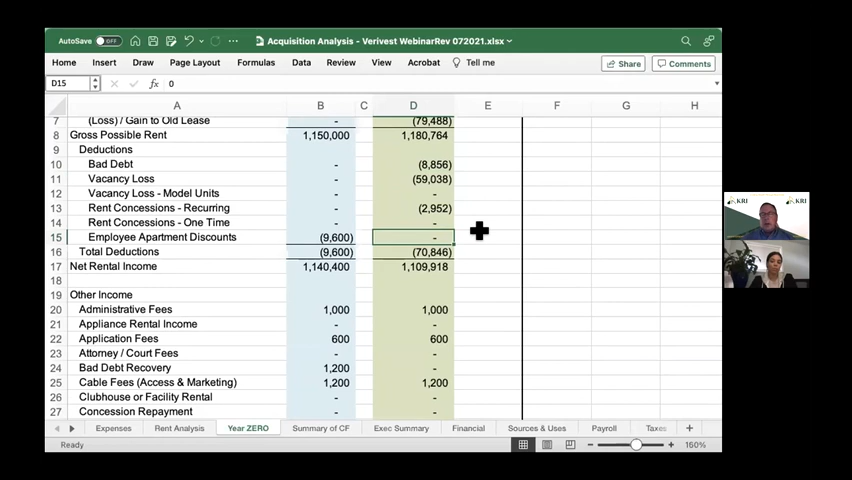 AutoSave OFF Acquisition Analysis - Verivest WebinarRev 072021.xlsx
Home Insert Draw Page Layout Formulas Data Review View Acrobat Tell me Share Comments
D15 fx 0
A B C D E F G H
7 (Loss) / Gain to Old Lease - (79,488)
8 Gross Possible Rent 1,150,000 1,180,764
9 Deductions
10 Bad Debt - (8,856)
11 Vacancy Loss - (59,038)
12 Vacancy Loss - Model Units - -
13 Rent Concessions - Recurring - (2,952)
14 Rent Concessions - One Time - -
15 Employee Apartment Discounts (9,600) -
16 Total Deductions (9,600) (70,846)
17 Net Rental Income 1,140,400 1,109,918
18
19 Other Income
20 Administrative Fees 1,000 1,000
21 Appliance Rental Income - -
22 Application Fees 600 600
23 Attorney / Court Fees - -
24 Bad Debt Recovery 1,200 -
25 Cable Fees (Access & Marketing) 1,200 1,200
26 Clubhouse or Facility Rental - -
27 Concession Repayment - -
Expenses Rent Analysis Year ZERO Summary of CF Exec Summary Financial Sources & Uses Payroll Taxes
Ready 150%
KRI KRI